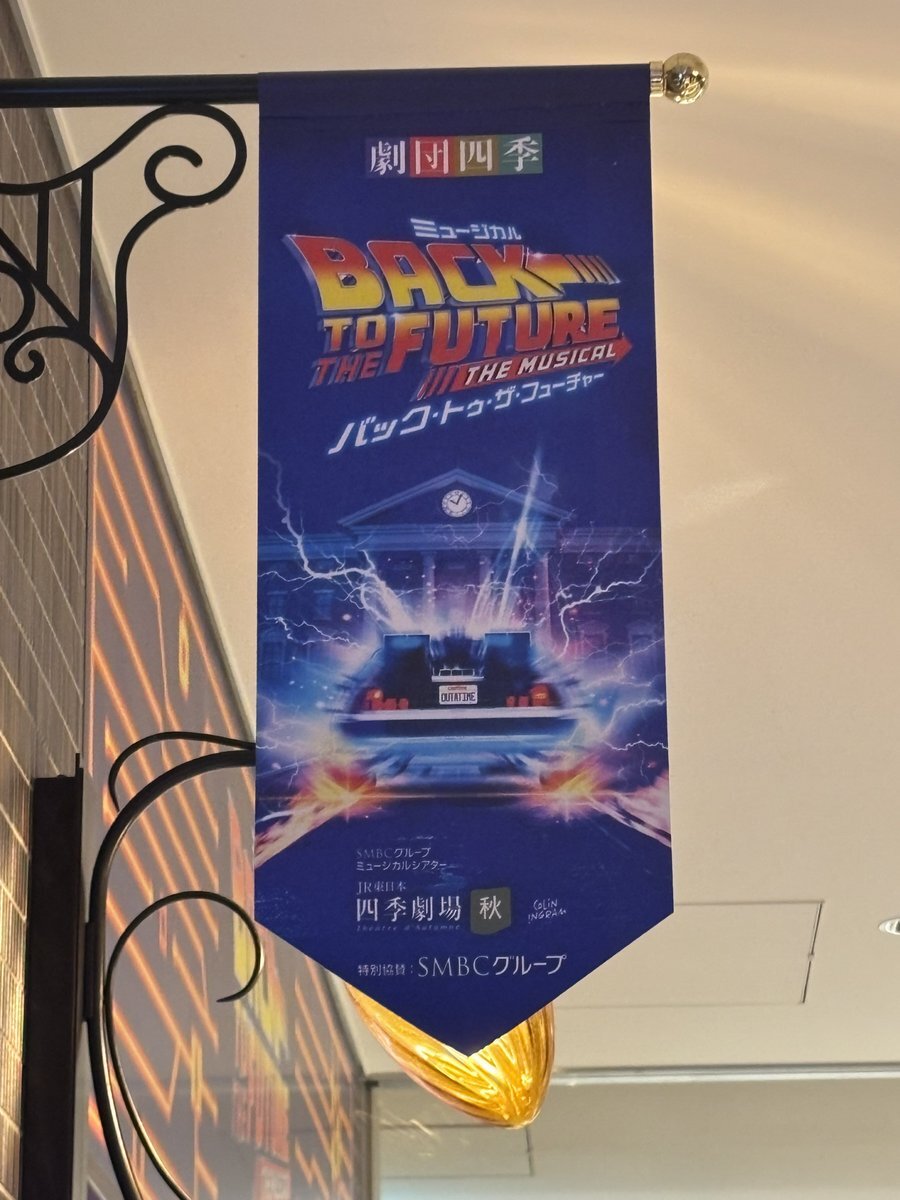 劇団四季
ミュージカル
BACK
TO THE FUTURE
THE MUSICAL
バック・トゥ・ザ・フューチャー
OUTATIME
SMBCグループ
ミュージカルシアター
JR東日本
四季劇場 秋
Théâtre d'Automne
COLIN INGRAM
特別協賛：SMBCグループ